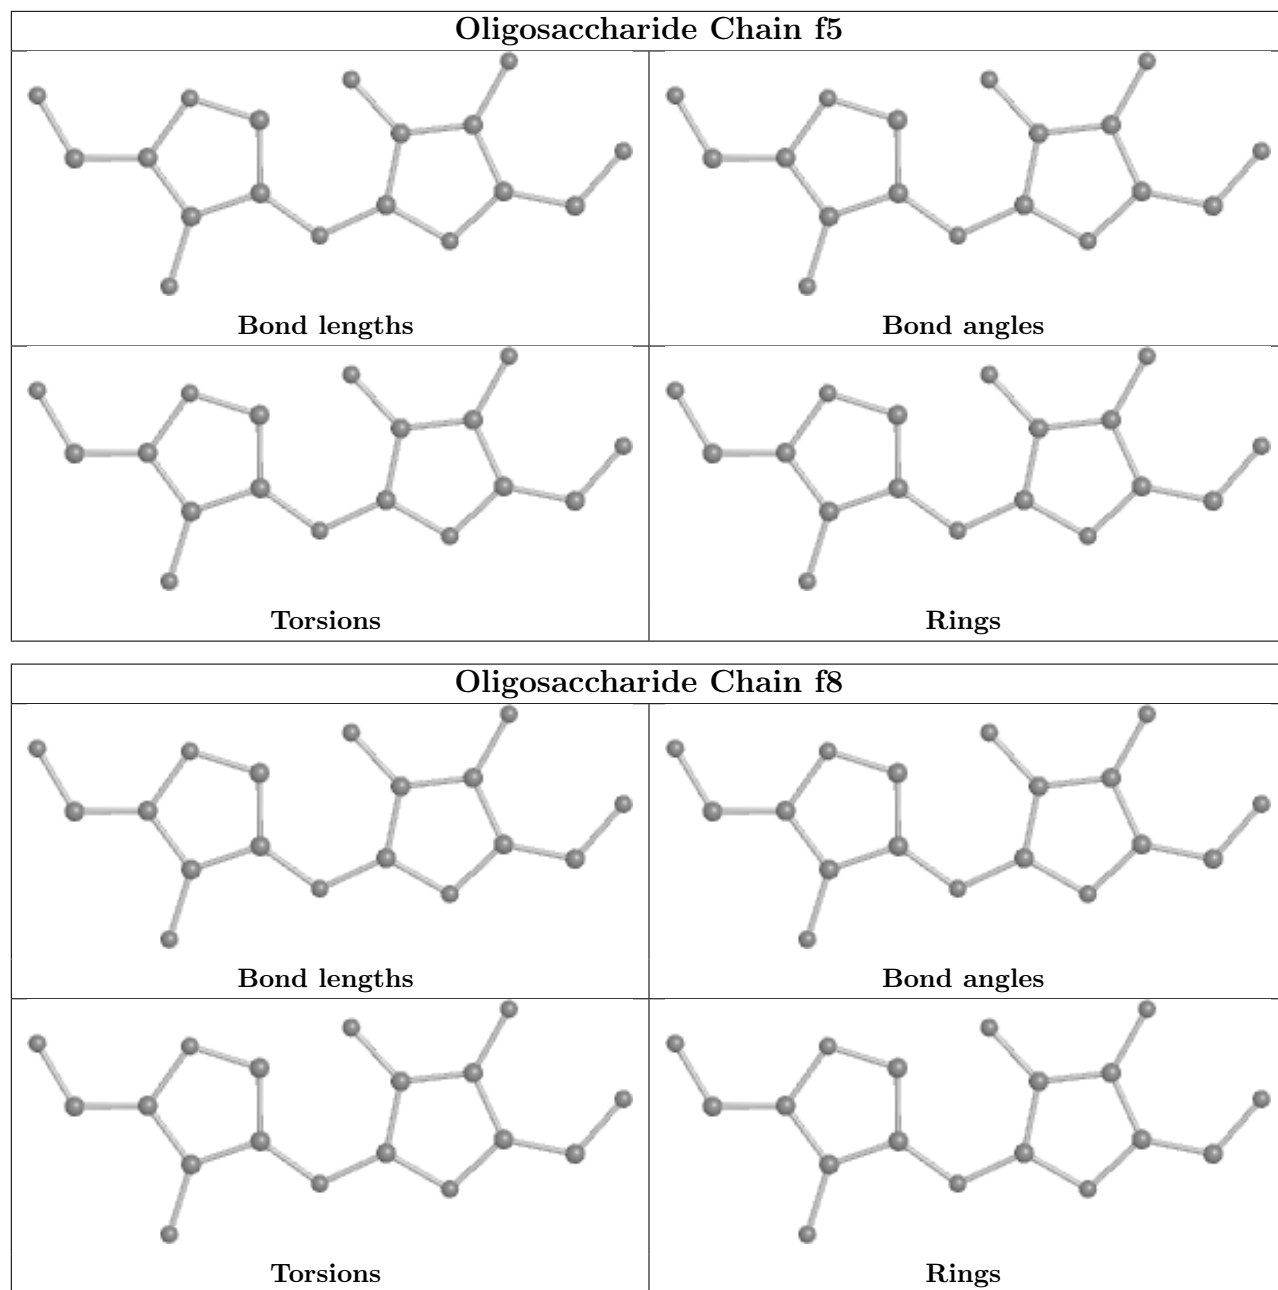 Oligosaccharide Chain f5
Bond lengths
Bond angles
Torsions
Rings
Oligosaccharide Chain f8
Bond lengths
Bond angles
Torsions
Rings